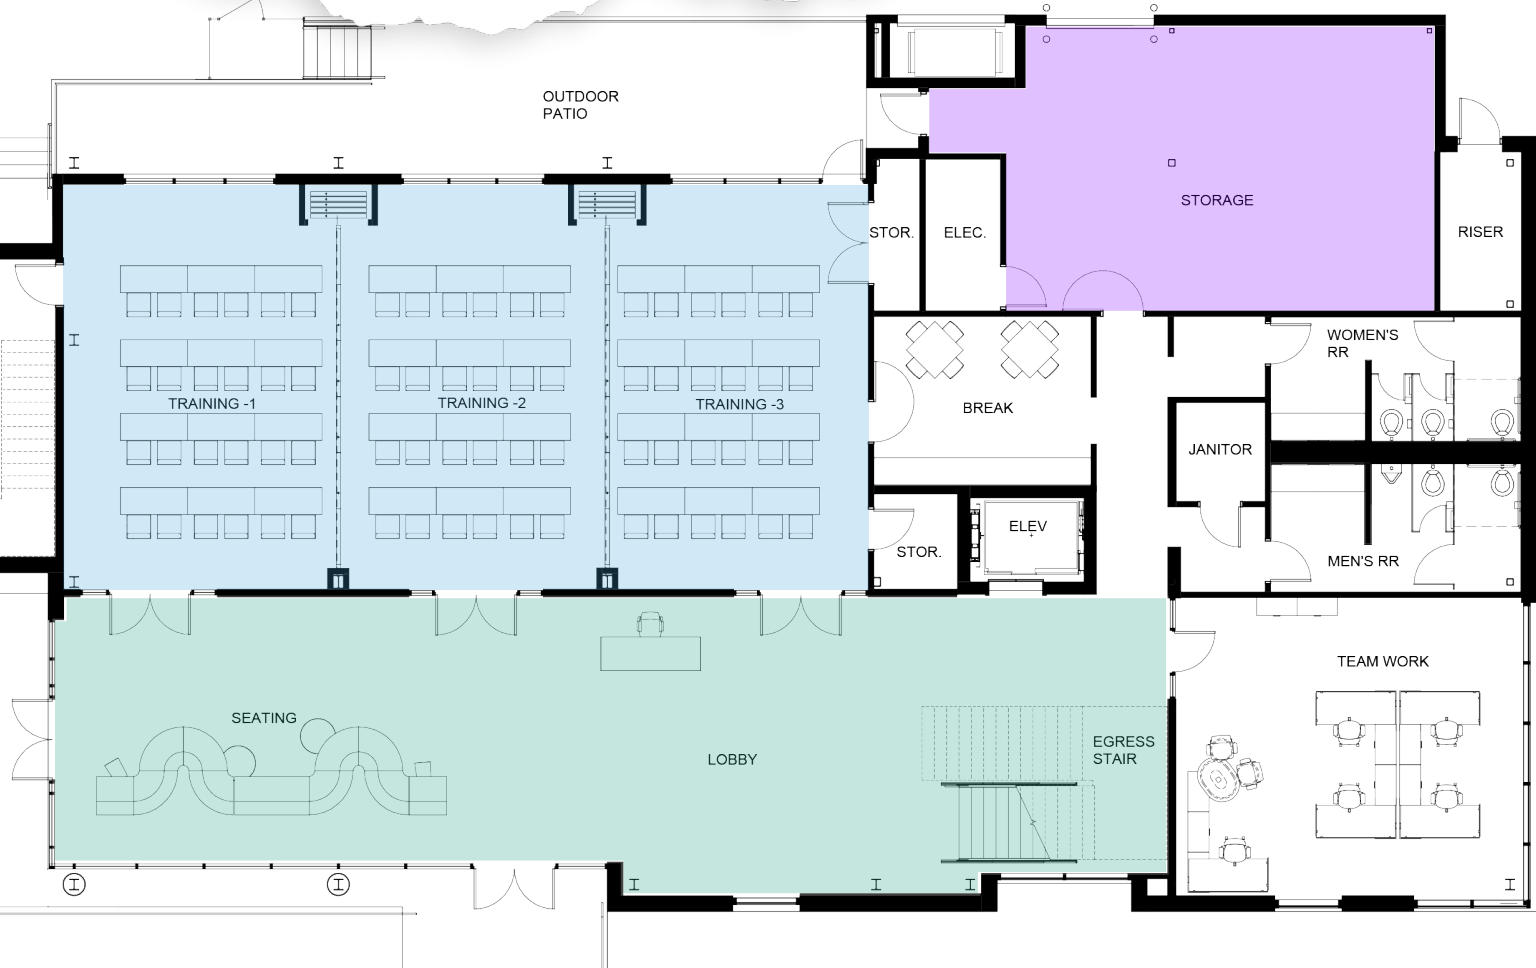 OUTDOOR
PATIO
STORAGE
STOR.
ELEC.
RISER
WOMEN'S
RR
TRAINING -1
TRAINING -2
TRAINING -3
BREAK
JANITOR
ELEV
STOR.
MEN'S RR
TEAM WORK
SEATING
LOBBY
EGRESS
STAIR